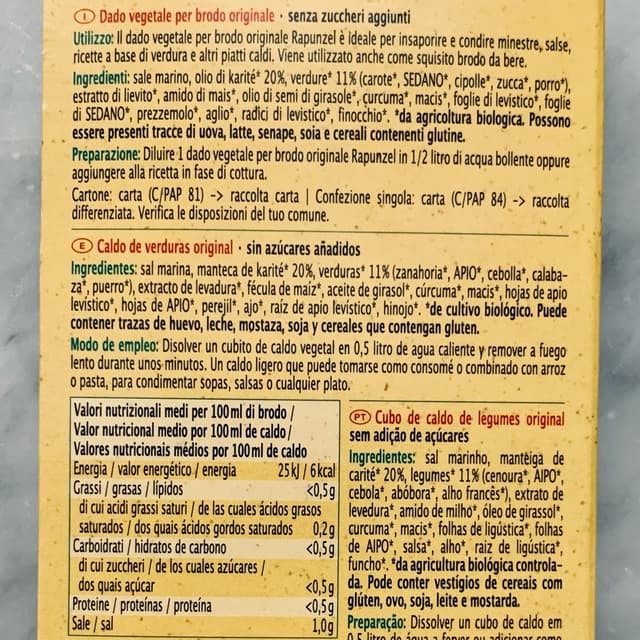 I Dado vegetale per brodo originale · senza zuccheri aggiunti
Utilizzo: Il dado vegetale per brodo originale Rapunzel è ideale per insaporire e condire minestre, salse,
ricette a base di verdura e altri piatti caldi. Viene utilizzato anche come squisito brodo da bere.
Ingredienti: sale marino, olio di karité* 20%, verdure* 11% (carote*, SEDANO*, cipolle*, zucca*, porro*),
estratto di lievito*, amido di mais*, olio di semi di girasole*, curcuma*, macis*, foglie di levistico*, foglie
di SEDANO*, prezzemolo*, aglio*, radici di levistico*, finocchio*. *da agricoltura biologica. Possono
essere presenti tracce di uova, latte, senape, soia e cereali contenenti glutine.
Preparazione: Diluire 1 dado vegetale per brodo originale Rapunzel in 1/2 litro di acqua bollente oppure
aggiungere alla ricetta in fase di cottura.
Cartone: carta (C/PAP 81) -> raccolta carta | Confezione singola: carta (C/PAP 84) -> raccolta
differenziata. Verifica le disposizioni del tuo comune.
E Caldo de verduras original · sin azúcares añadidos
Ingredientes: sal marina, manteca de karité* 20%, verduras* 11% (zanahoria*, APIO*, cebolla*, calaba-
za*, puerro*), extracto de levadura*, fécula de maíz*, aceite de girasol*, cúrcuma*, macis*, hojas de apio
levístico*, hojas de APIO*, perejil*, ajo*, raíz de apio levístico*, hinojo*. *de cultivo biológico. Puede
contener trazas de huevo, leche, mostaza, soja y cereales que contengan gluten.
Modo de empleo: Disolver un cubito de caldo vegetal en 0,5 litro de agua caliente y remover a fuego
lento durante unos minutos. Un caldo ligero que puede tomarse como consomé o combinado con arroz
o pasta, para condimentar sopas, salsas o cualquier plato.
Valori nutrizionali medi per 100 ml di brodo /
Valor nutricional medio por 100 ml de caldo /
Valores nutricionais médios por 100 ml de caldo
Energia / valor energético / energia 25 kJ / 6 kcal
Grassi / grasas / lípidos <0,5 g
di cui acidi grassi saturi / de las cuales ácidos grasos
saturados / dos quais ácidos gordos saturados 0,2 g
Carboidrati / hidratos de carbono <0,5 g
di cui zuccheri / de los cuales azúcares /
dos quais açúcar <0,5 g
Proteine / proteínas / proteína <0,5 g
Sale / sal 1,0 g
PT Cubo de caldo de legumes original
sem adição de açúcares
Ingredientes: sal marinho, manteiga de
carité* 20%, legumes* 11% (cenoura*, AIPO*,
cebola*, abóbora*, alho francês*), extrato de
levedura*, amido de milho*, óleo de girassol*,
curcuma*, macis*, folhas de ligústica*, folhas
de AIPO*, salsa*, alho*, raiz de ligústica*,
funcho*. *da agricultura biológica controla-
da. Pode conter vestígios de cereais com
glúten, ovo, soja, leite e mostarda.
Preparação: Dissolver um cubo de caldo em
0,5 litro de água a ferver ou adicionar como